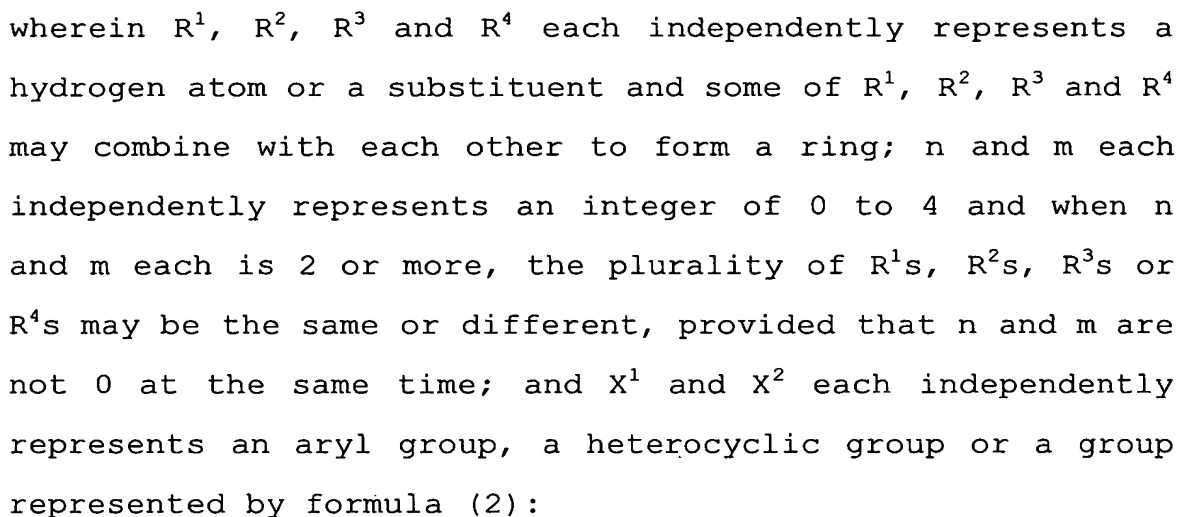 wherein R¹, R², R³ and R⁴ each independently represents a
hydrogen atom or a substituent and some of R¹, R², R³ and R⁴
may combine with each other to form a ring; n and m each
independently represents an integer of 0 to 4 and when n
and m each is 2 or more, the plurality of R¹s, R²s, R³s or
R⁴s may be the same or different, provided that n and m are
not 0 at the same time; and X¹ and X² each independently
represents an aryl group, a heterocyclic group or a group
represented by formula (2):